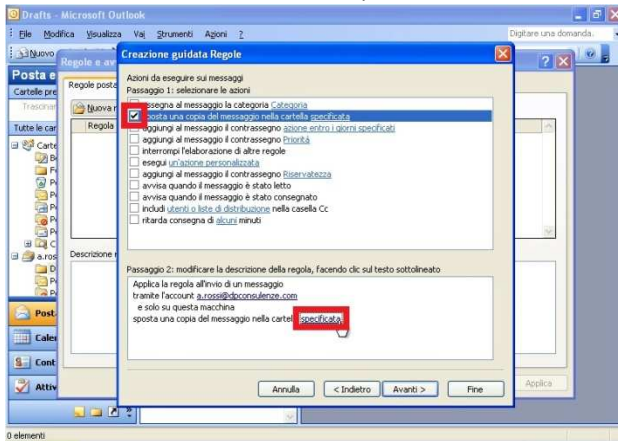 Drafts - Microsoft Outlook
File Modifica Visualizza Vai Strumenti Azioni ?
Digitare una domanda.
Nuovo
Regole e av
Creazione guidata Regole
Posta e
Cartelle pre
Trascinar
Tutte le car
Carte
Regole posta
Nuova r
Regola
Azioni da eseguire sui messaggi
Passaggio 1: selezionare le azioni
assegna al messaggio la categoria Categoria
sposta una copia del messaggio nella cartella specificata
aggiungi al messaggio il contrassegno azione entro i giorni specificati
aggiungi al messaggio il contrassegno Priorità
interrompi l'elaborazione di altre regole
esegui un'azione personalizzata
aggiungi al messaggio il contrassegno Riservatezza
avvisa quando il messaggio è stato letto
avvisa quando il messaggio è stato consegnato
includi utenti o liste di distribuzione nella casella Cc
ritarda consegna di alcuni minuti
a.ros
Descrizione r
Passaggio 2: modificare la descrizione della regola, facendo clic sul testo sottolineato
Applica la regola all'invio di un messaggio
tramite l'account a.rossi@dpconsulenze.com
e solo su questa macchina
sposta una copia del messaggio nella cartell specificata
Post
Caler
Cont
Attiv
Annulla < Indietro Avanti > Fine
Applica
0 elementi